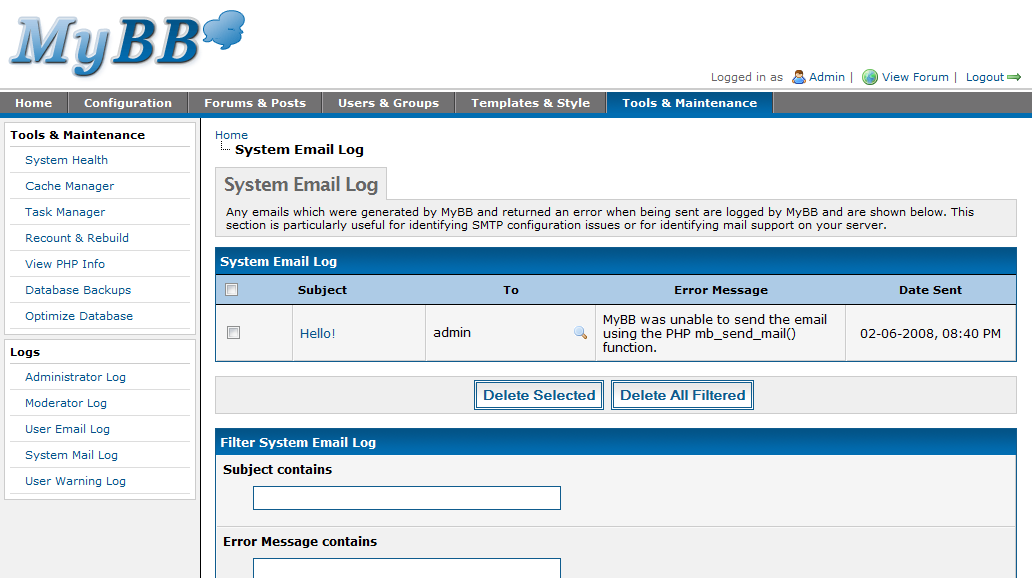 MyBB
Logged in as Admin | View Forum | Logout
Home Configuration Forums & Posts Users & Groups Templates & Style Tools & Maintenance
Tools & Maintenance
System Health
Cache Manager
Task Manager
Recount & Rebuild
View PHP Info
Database Backups
Optimize Database
Logs
Administrator Log
Moderator Log
User Email Log
System Mail Log
User Warning Log
Home
System Email Log
System Email Log
Any emails which were generated by MyBB and returned an error when being sent are logged by MyBB and are shown below. This
section is particularly useful for identifying SMTP configuration issues or for identifying mail support on your server.
System Email Log
Subject To Error Message Date Sent
Hello! admin MyBB was unable to send the email
using the PHP mb_send_mail()
function. 02-06-2008, 08:40 PM
Delete Selected Delete All Filtered
Filter System Email Log
Subject contains
Error Message contains